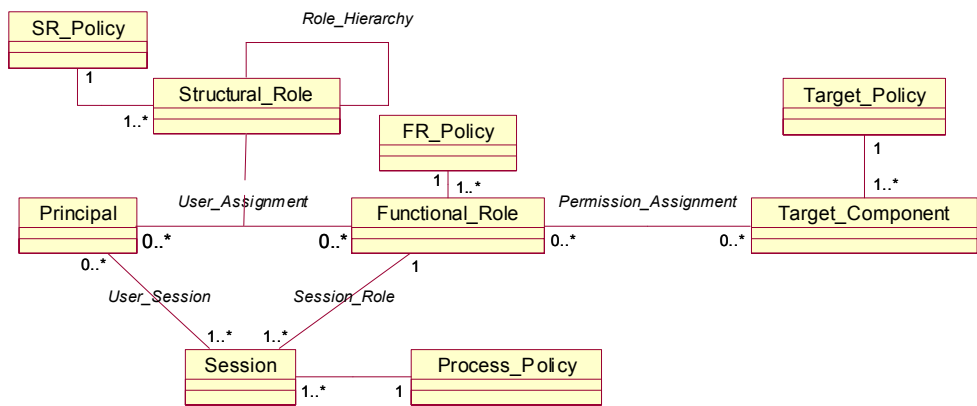 Role_Hierarchy
SR_Policy
1
Structural_Role
1..*
Target_Policy
1
FR_Policy
1
1..*
1..*
User_Assignment
Permission_Assignment
Principal
Functional_Role
Target_Component
0..*
0..*
0..*
0..*
0..*
1
User_Session
Session_Role
1..*
1..*
Session
Process_Policy
1..*
1